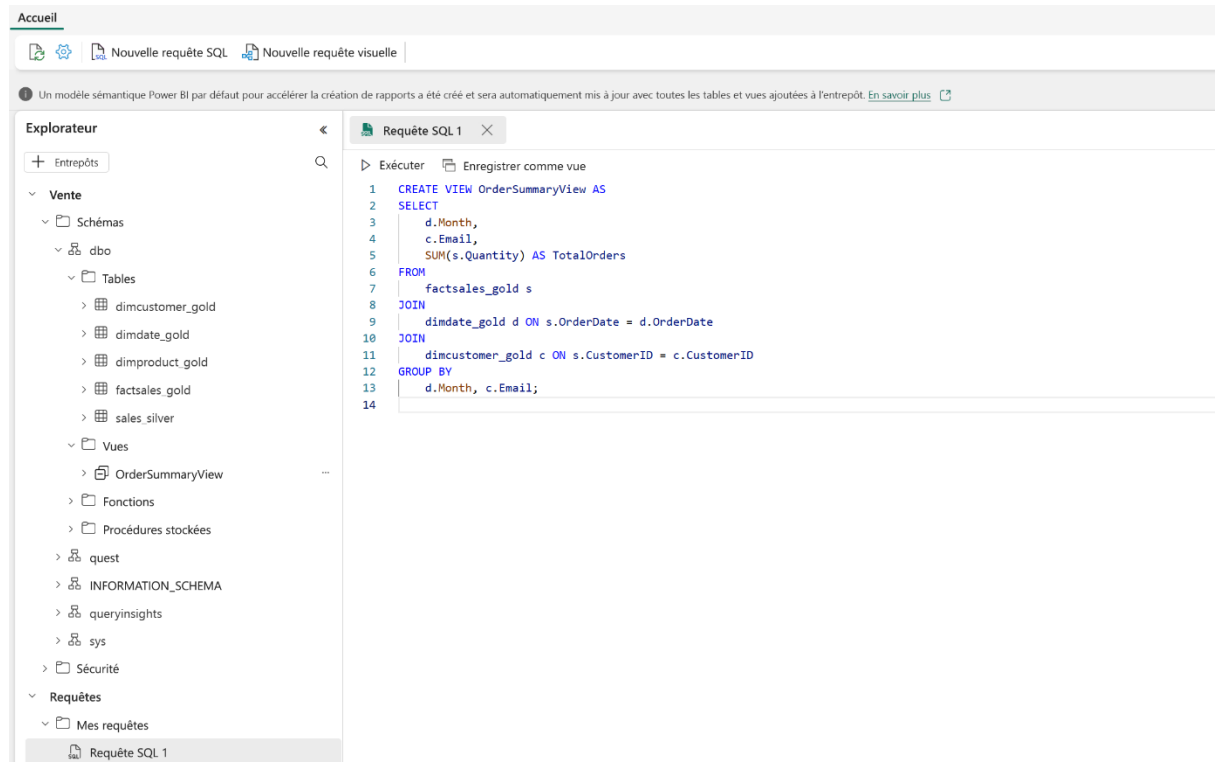 Accueil
Nouvelle requête SQL Nouvelle requête visuelle
Un modèle sémantique Power BI par défaut pour accélérer la création de rapports a été créé et sera automatiquement mis à jour avec toutes les tables et vues ajoutées à l'entrepôt. En savoir plus
Explorateur
+ Entrepôts
Vente
Schémas
dbo
Tables
dimcustomer_gold
dimdate_gold
dimproduct_gold
factsales_gold
sales_silver
Vues
OrderSummaryView ...
Fonctions
Procédures stockées
quest
INFORMATION_SCHEMA
queryinsights
sys
Sécurité
Requêtes
Mes requêtes
Requête SQL 1
Requête SQL 1
Exécuter Enregistrer comme vue
1 CREATE VIEW OrderSummaryView AS
2 SELECT
3 d.Month,
4 c.Email,
5 SUM(s.Quantity) AS TotalOrders
6 FROM
7 factsales_gold s
8 JOIN
9 dimdate_gold d ON s.OrderDate = d.OrderDate
10 JOIN
11 dimcustomer_gold c ON s.CustomerID = c.CustomerID
12 GROUP BY
13 d.Month, c.Email;
14